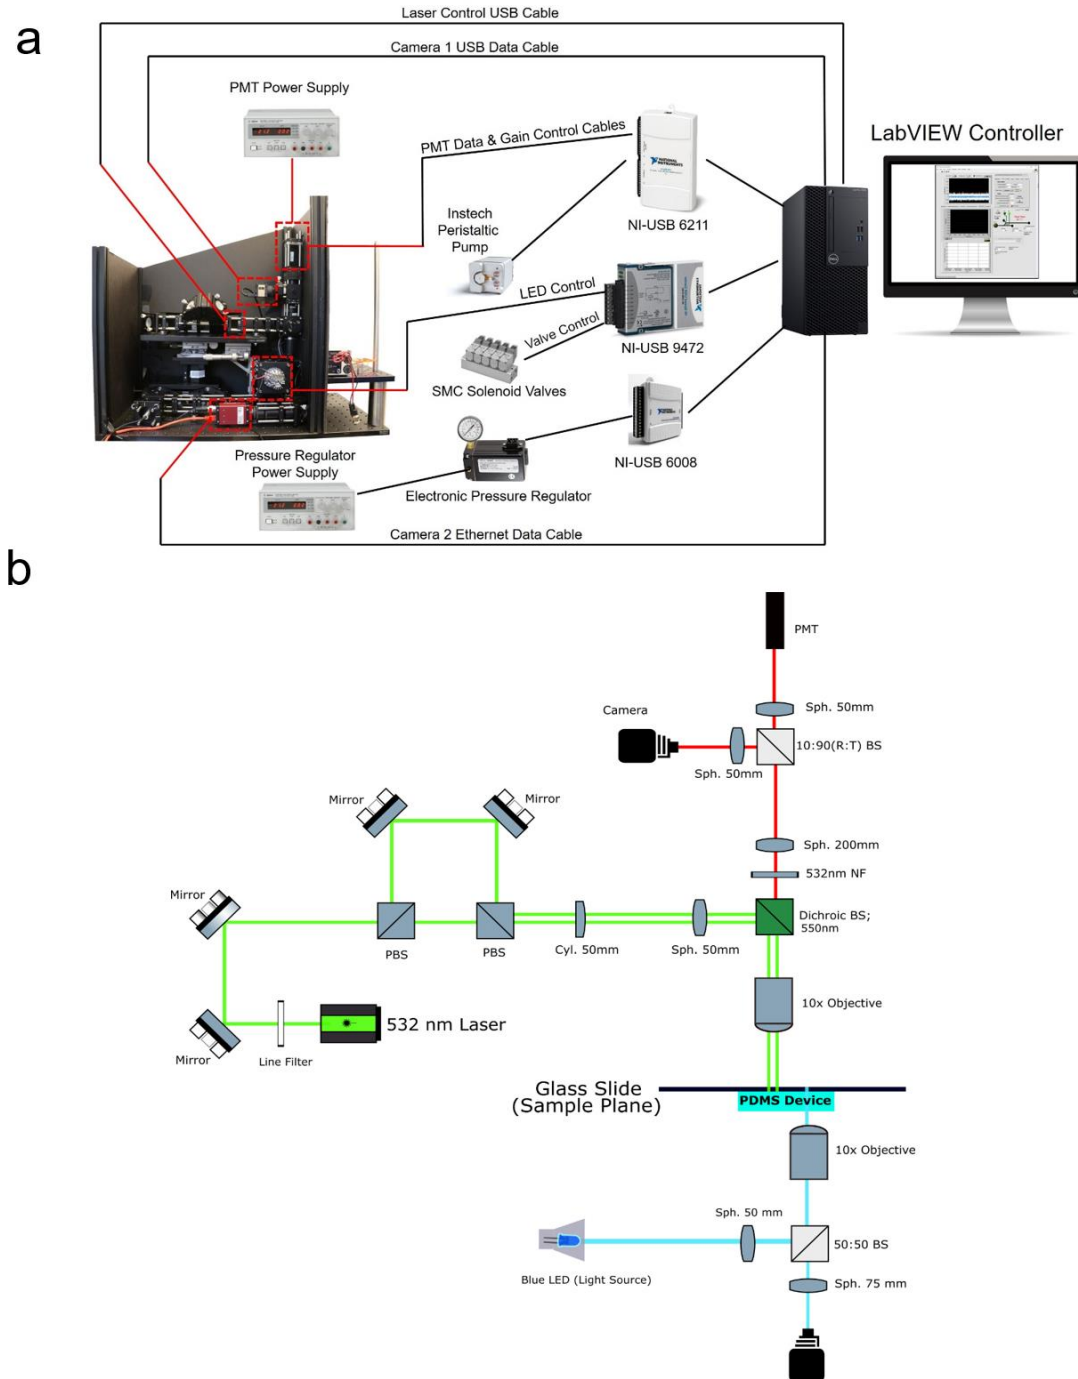 a
Laser Control USB Cable
Camera 1 USB Data Cable
PMT Power Supply
PMT Data & Gain Control Cables
LabVIEW Controller
Instech
Peristaltic
Pump
NI-USB 6211
LED Control
Valve Control
NI-USB 9472
SMC Solenoid Valves
Pressure Regulator
Power Supply
NI-USB 6008
Electronic Pressure Regulator
Camera 2 Ethernet Data Cable
b
PMT
Sph. 50mm
Camera
10:90(R:T) BS
Sph. 50mm
Mirror
Mirror
Sph. 200mm
532nm NF
Mirror
Dichroic BS;
550nm
PBS
PBS
Cyl. 50mm
Sph. 50mm
10x Objective
532 nm Laser
Mirror
Line Filter
Glass Slide
(Sample Plane)
PDMS Device
10x Objective
Sph. 50 mm
50:50 BS
Blue LED (Light Source)
Sph. 75 mm